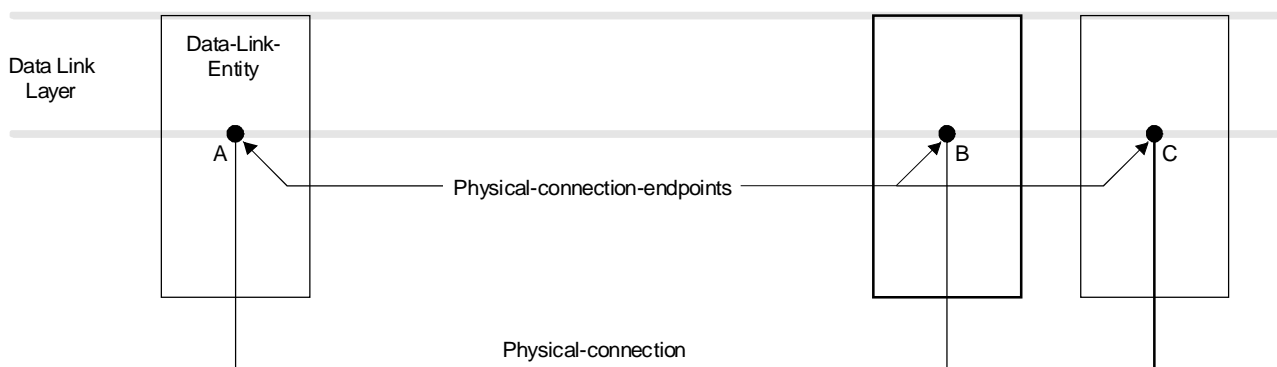 Data-Link-
Entity
Data Link
Layer
A
B
C
Physical-connection-endpoints
Physical-connection